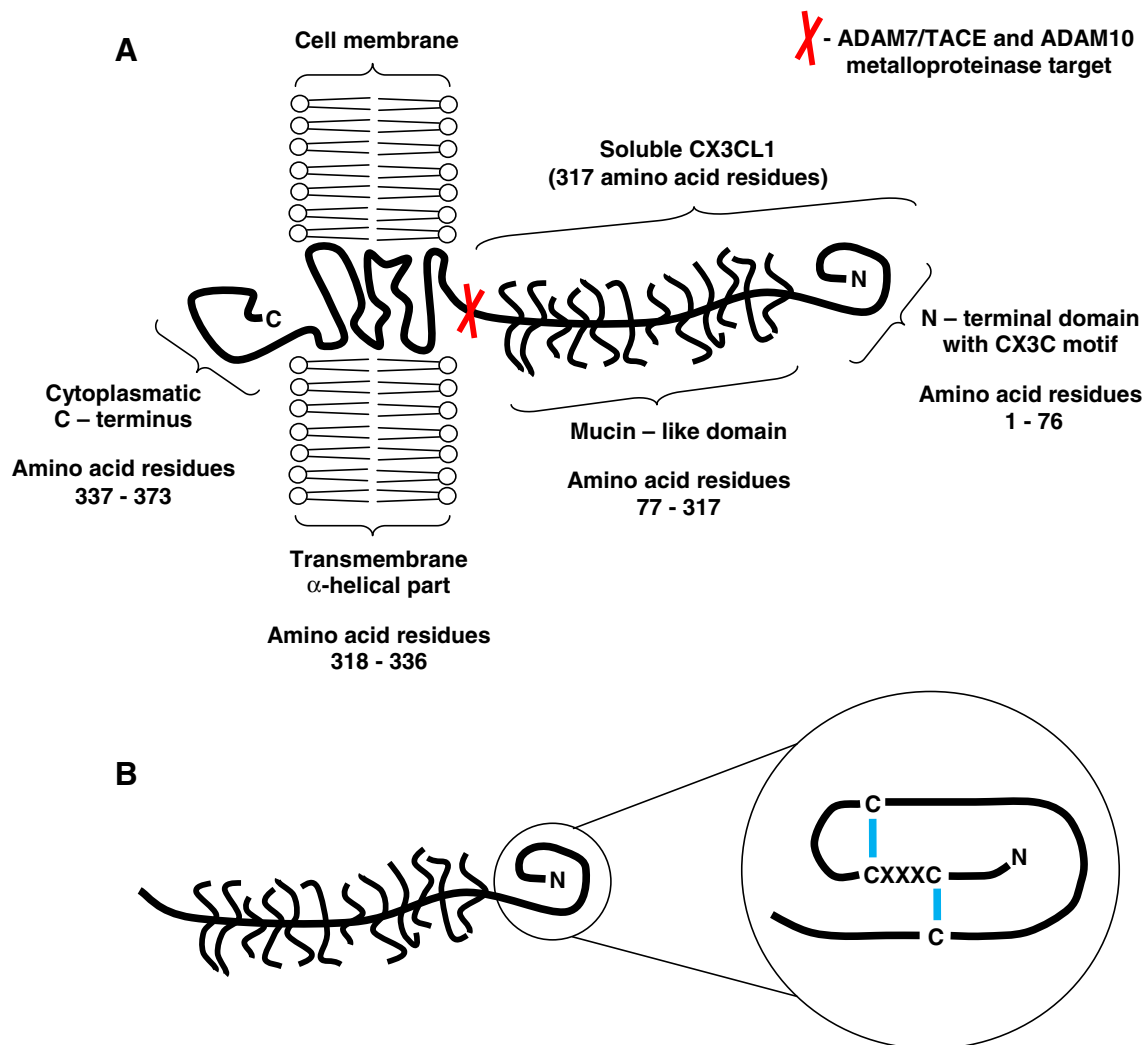 A
Cell membrane
- ADAM7/TACE and ADAM10
metalloproteinase target
Soluble CX3CL1
(317 amino acid residues)
N
C
N – terminal domain
with CX3C motif
Amino acid residues
1 - 76
Cytoplasmatic
C – terminus
Amino acid residues
337 - 373
Mucin – like domain
Amino acid residues
77 - 317
Transmembrane
α-helical part
Amino acid residues
318 - 336
B
N
C
N
CXXXC
C